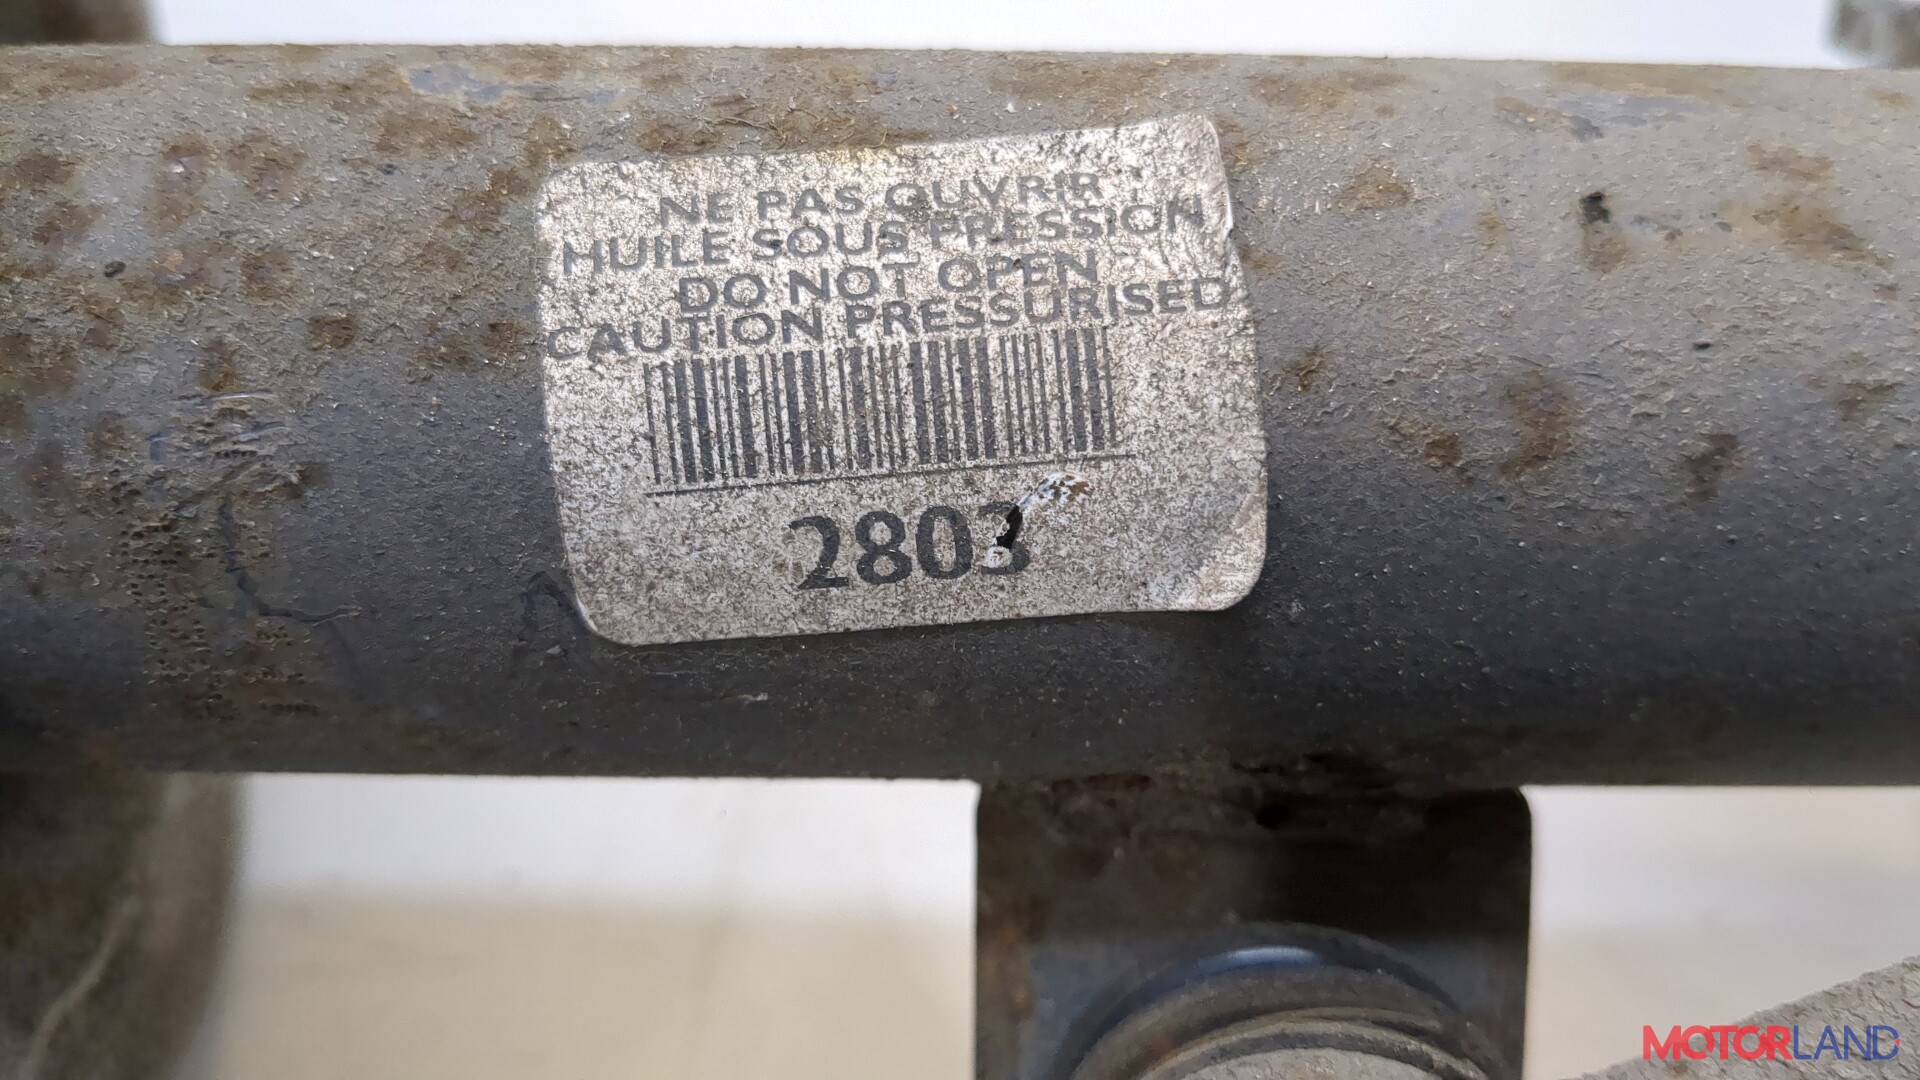 NE PAS OUVRIR
HUILE SOUS PRESSION
DO NOT OPEN
CAUTION PRESSURISED
2803
MOTORLAND